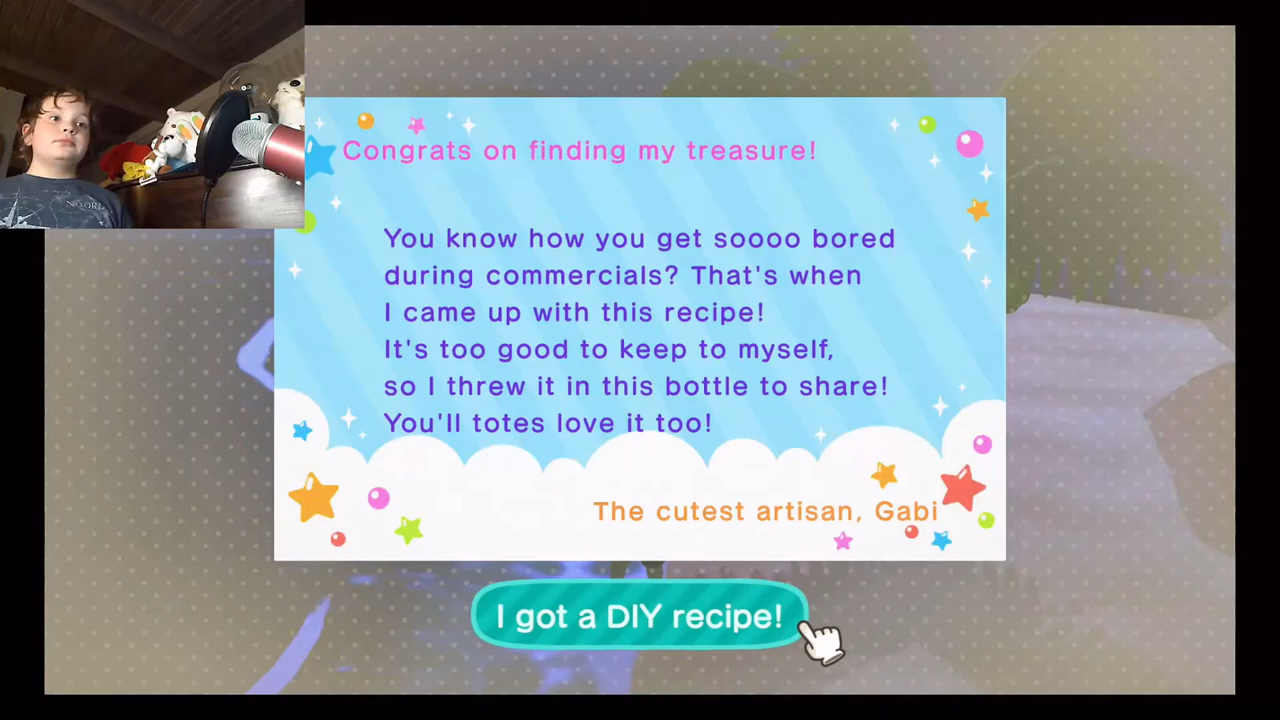 Congrats on finding my treasure!
You know how you get soooo bored
during commercials? That's when
I came up with this recipe!
It's too good to keep to myself,
so I threw it in this bottle to share!
You'll totes love it too!
The cutest artisan, Gabi
I got a DIY recipe!
NOORD